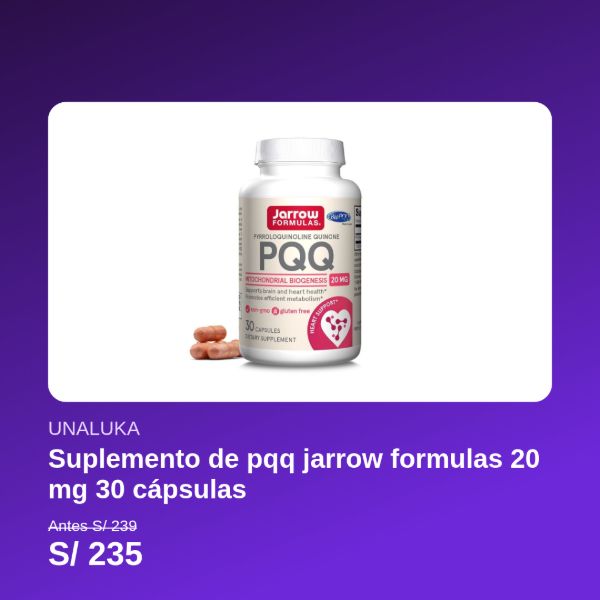 Jarrow
FORMULAS®
PYRROLOQUINOLINE QUINONE
PQQ
MITOCHONDRIAL BIOGENESIS 20 MG
Supports brain and heart health*
Promotes efficient metabolism*
non-gmo gluten free
HEART SUPPORT*
30 CAPSULES
DIETARY SUPPLEMENT
UNALUKA
Suplemento de pqq jarrow formulas 20
mg 30 cápsulas
Antes S/ 239
S/ 235